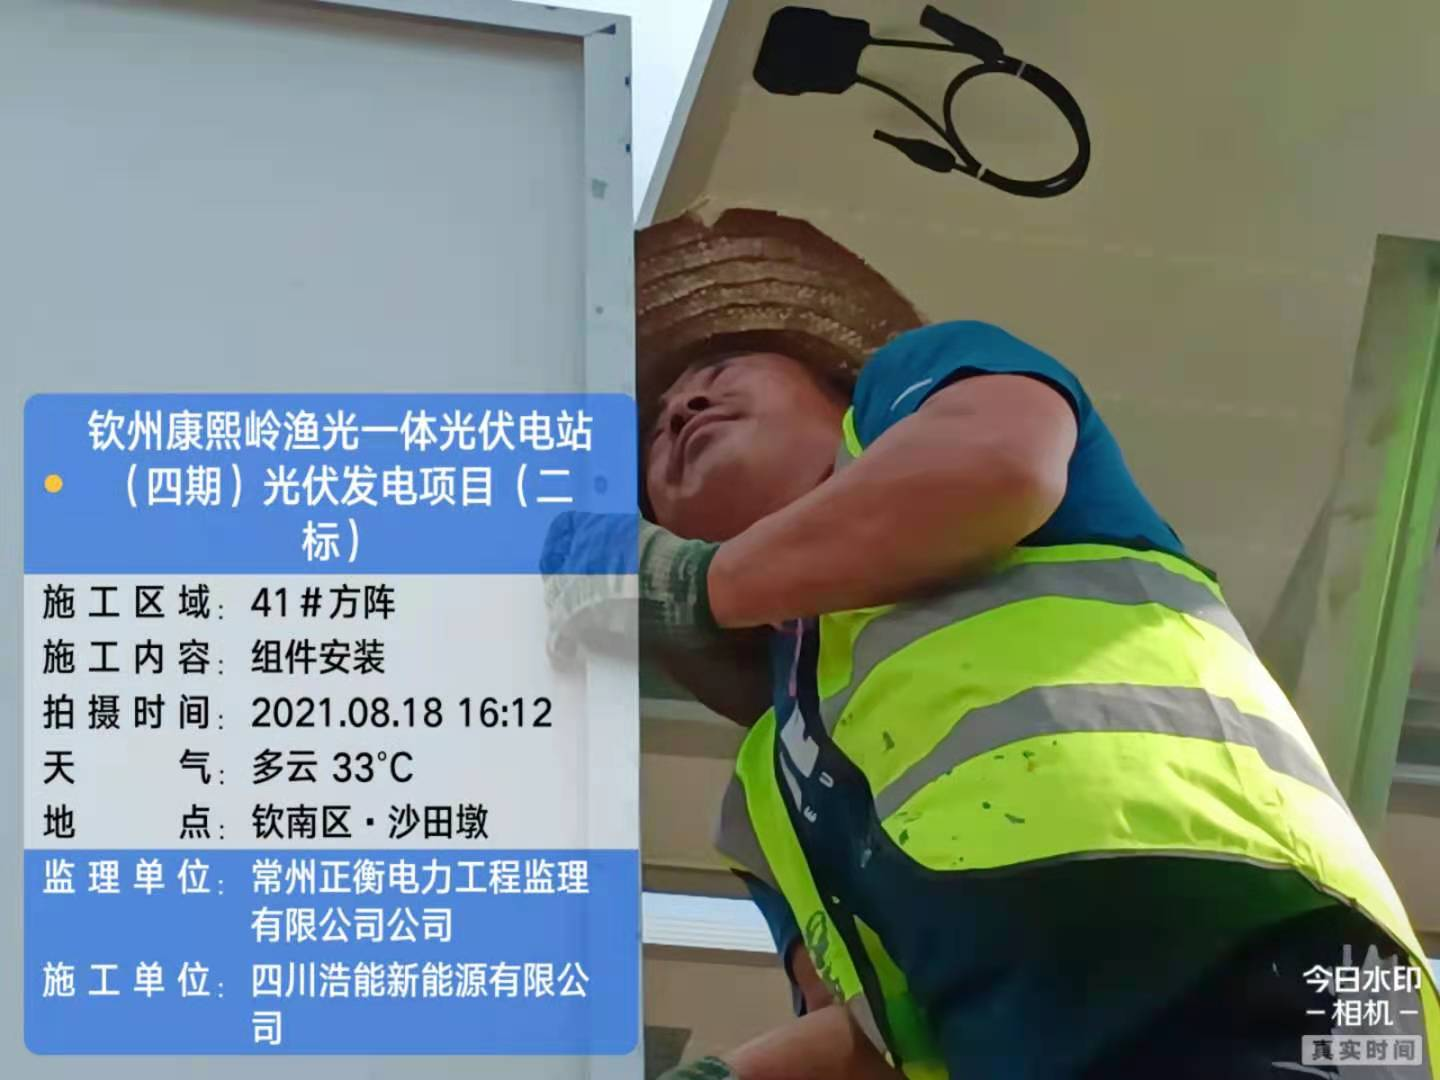 钦州康熙岭渔光一体光伏电站
（四期）光伏发电项目（二
标）
施工区域：41#方阵
施工内容：组件安装
拍摄时间：2021.08.18 16:12
天气：多云 33℃
地点：钦南区·沙田墩
监理单位：常州正衡电力工程监理
有限公司公司
施工单位：四川浩能新能源有限公
司
今日水印
-相机-
真实时间